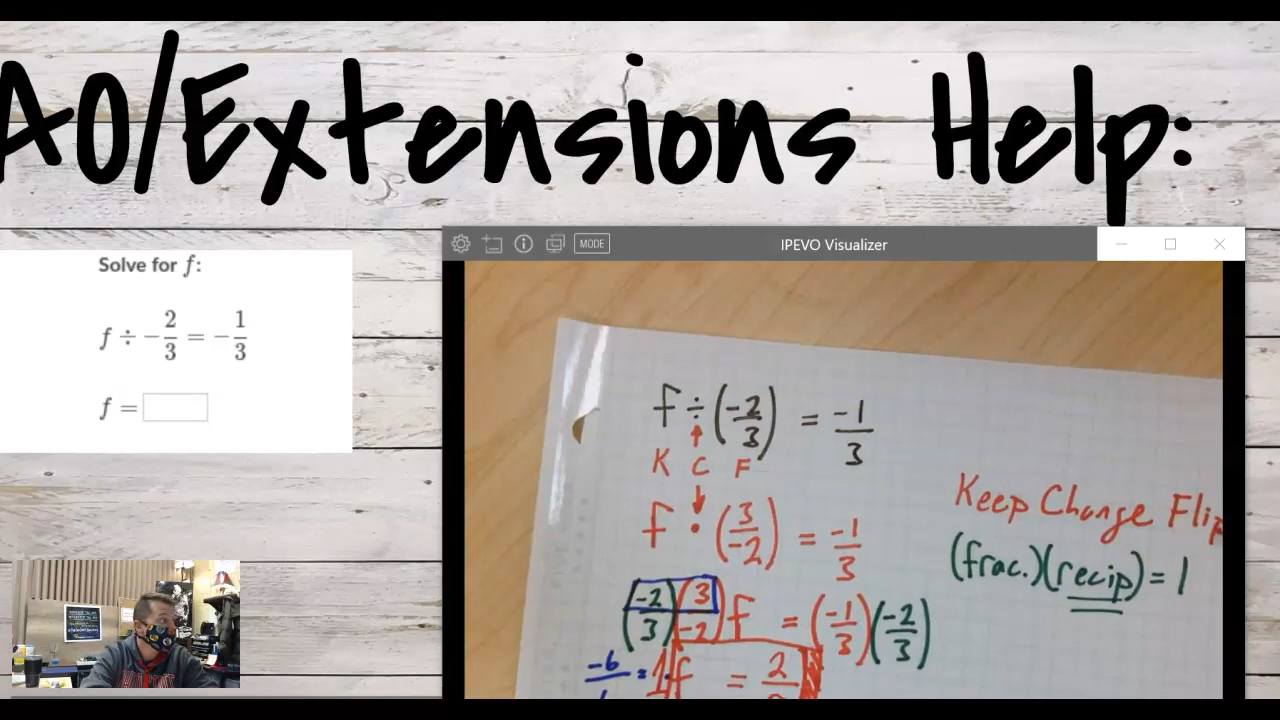 AO/Extensions Help:
Solve for f:
f ÷ -2/3 = -1/3
f =
MODE
IPEVO Visualizer
f ÷ (-2/3) = -1/3
K C F
f · (3/-2) = -1/3
Keep Change Flip
(frac.)(recip) = 1
(-2/3)(3/-2) f = (-1/3)(-2/3)
-6/ = 1f = 2/